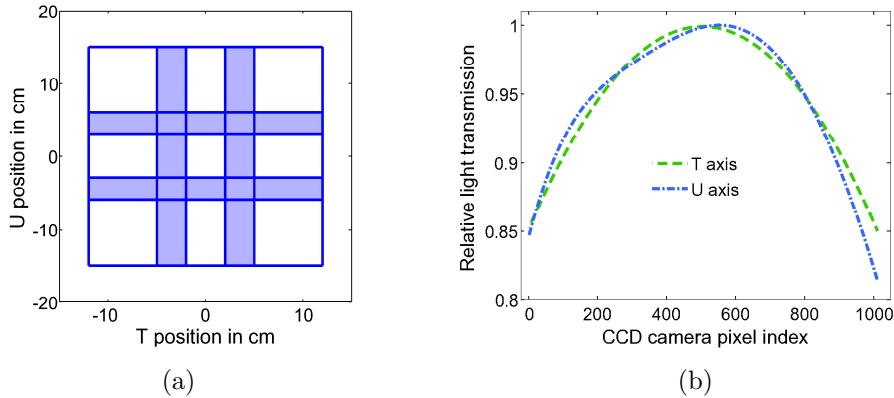 20
10
0
-10
-20
-10
0
10
U position in cm
T position in cm
(a)
1
0.95
0.9
0.85
0.8
0
200
400
600
800
1000
Relative light transmission
CCD camera pixel index
T axis
U axis
(b)